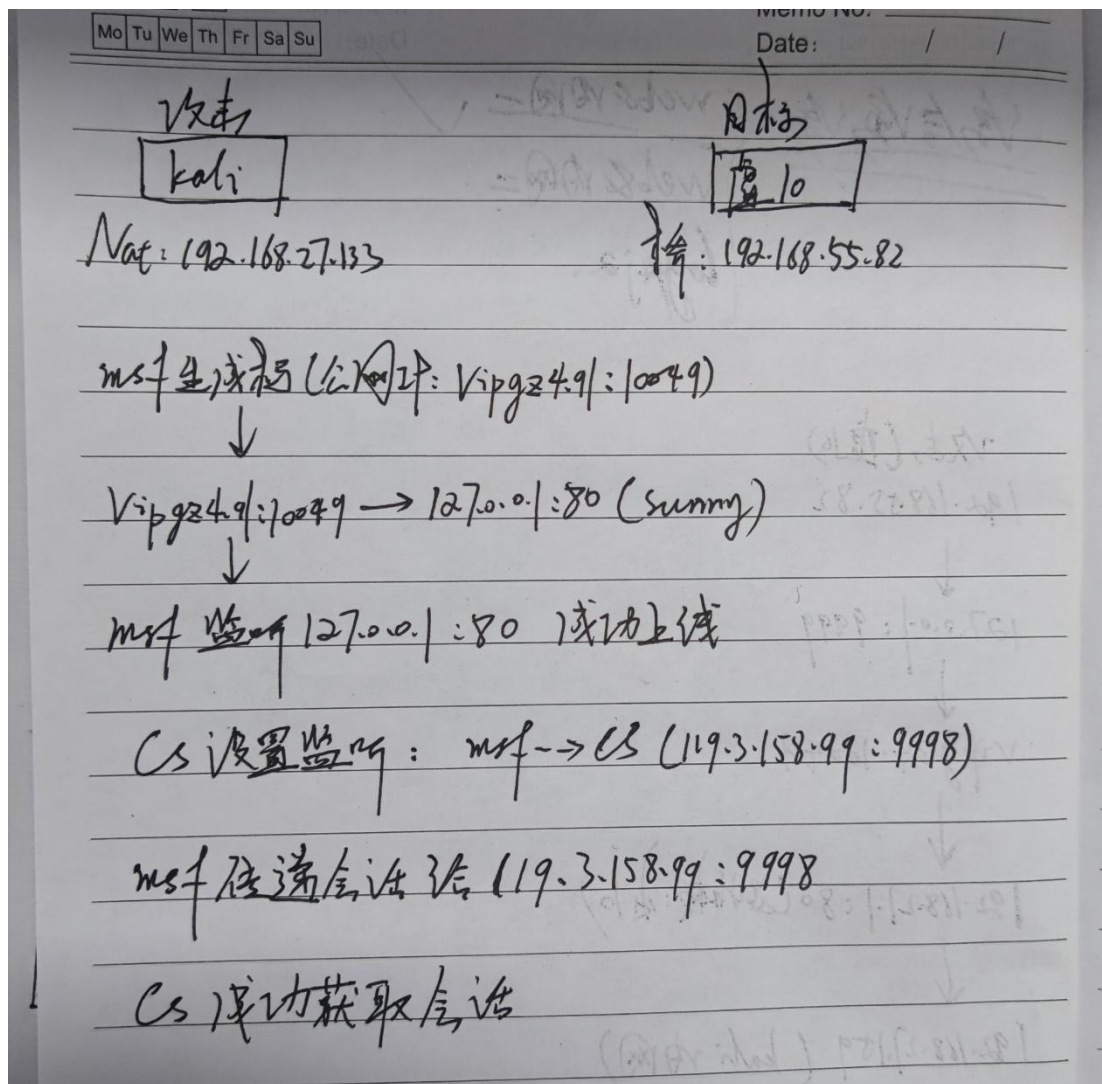 Memo No.
Mo Tu We Th Fr Sa Su
Date: / /
攻击 目标
kali 10
Nat: 192.168.27.133 桥: 192.168.55.82
msf 生成 (公网IP: Vipgz4.91:10049)
↓
Vipgz4.91:10049 → 127.0.0.1:80 (Sunny)
↓
msf 监听 127.0.0.1:80 成功上线
CS 设置监听: msf → CS (119.3.158.99:9998)
msf 传递会话给 119.3.158.99:9998
CS 成功获取会话